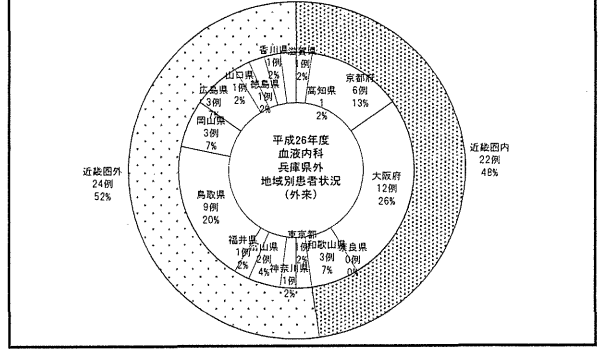 平成26年度
血液内科
兵庫県外
地域別患者状況
(外来)
近畿圏内
22例
48%
近畿圏外
24例
52%
滋賀県
1例
2%
京都府
6例
13%
高知県
1
2%
大阪府
12例
26%
奈良県
0例
0%
和歌山県
3例
7%
東京都
1例
2%
神奈川県
1例
2%
富山県
2例
4%
福井県
1例
2%
鳥取県
9例
20%
岡山県
3例
7%
広島県
3例
7%
山口県
1例
2%
徳島県
1例
2%
香川県
1例
2%